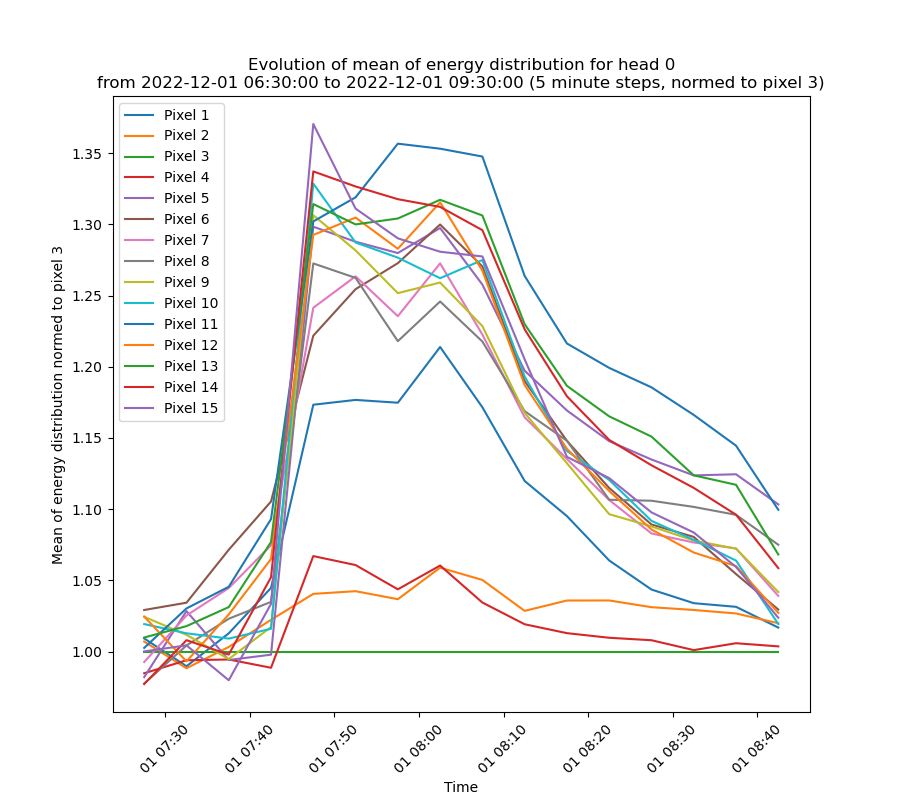 Evolution of mean of energy distribution for head 0
from 2022-12-01 06:30:00 to 2022-12-01 09:30:00 (5 minute steps, normed to pixel 3)
Mean of energy distribution normed to pixel 3
1.35
1.30
1.25
1.20
1.15
1.10
1.05
1.00
Pixel 1
Pixel 2
Pixel 3
Pixel 4
Pixel 5
Pixel 6
Pixel 7
Pixel 8
Pixel 9
Pixel 10
Pixel 11
Pixel 12
Pixel 13
Pixel 14
Pixel 15
01 07:30
01 07:40
01 07:50
01 08:00
01 08:10
01 08:20
01 08:30
01 08:40
Time